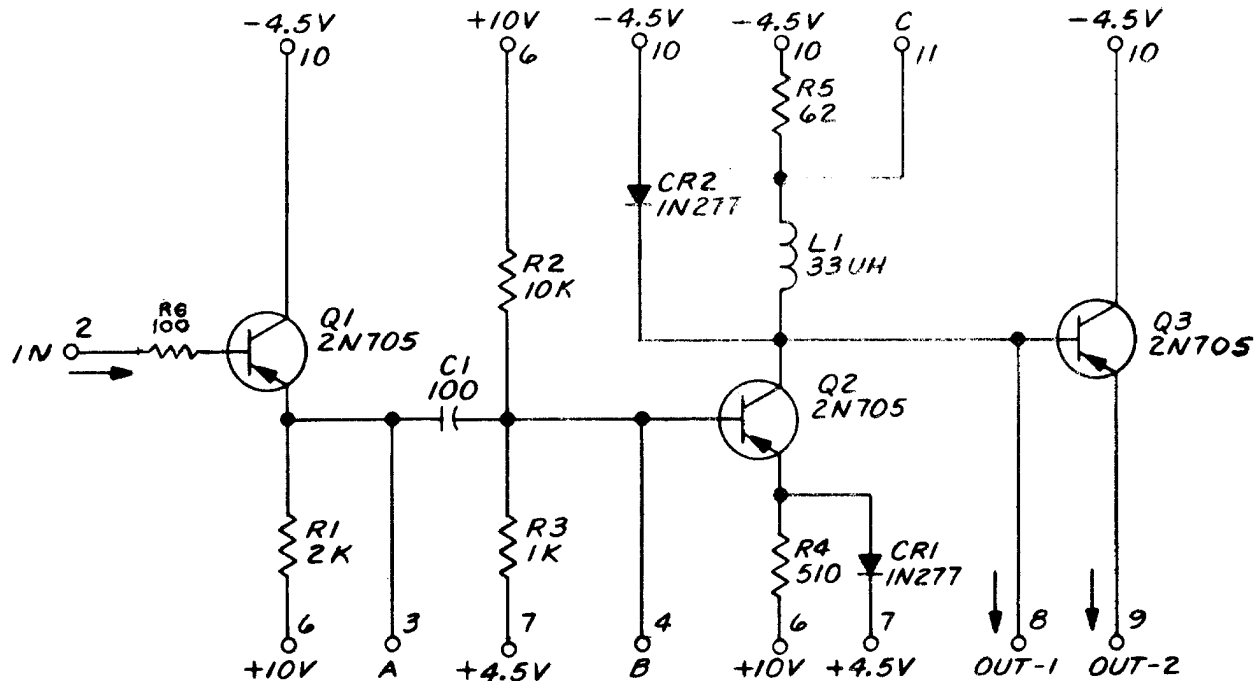 -4.5V
10
+10V
6
-4.5V
10
-4.5V
10
C
11
-4.5V
10
R5
62
CR2
1N277
L1
33UH
R2
10K
IN
2
R6
100
Q1
2N705
Q3
2N705
C1
100
Q2
2N705
R1
2K
R3
1K
R4
510
CR1
1N277
6
+10V
3
A
7
+4.5V
4
B
6
+10V
7
+4.5V
8
OUT-1
9
OUT-2